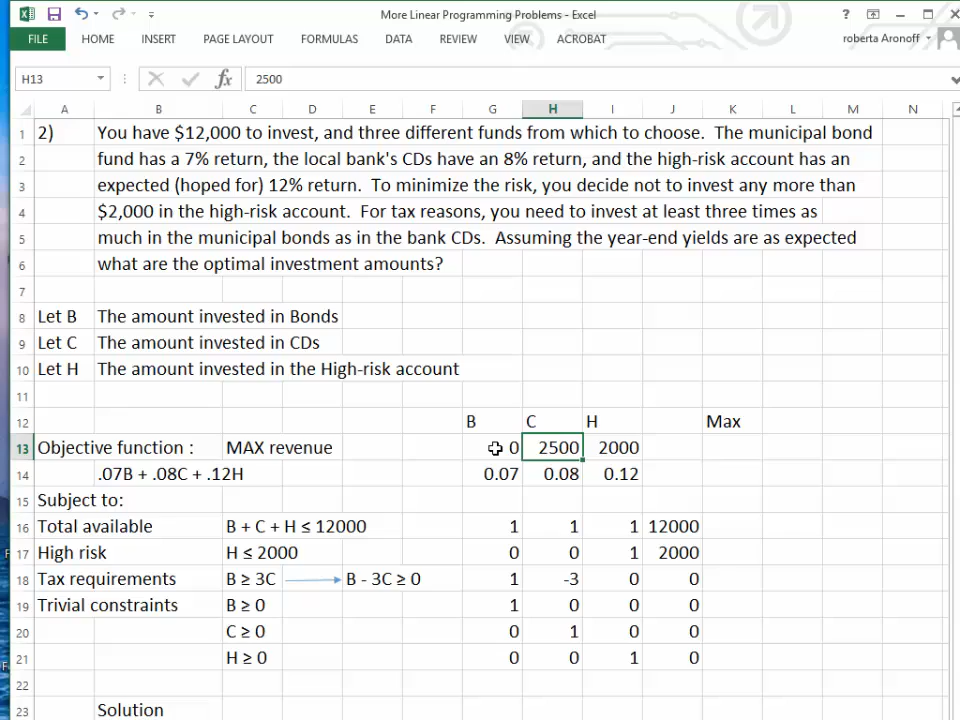 More Linear Programming Problems - Excel
?
FILE HOME INSERT PAGE LAYOUT FORMULAS DATA REVIEW VIEW ACROBAT roberta Aronoff
H13 fx 2500
A B C D E F G H I J K L M N
1 2) You have $12,000 to invest, and three different funds from which to choose. The municipal bond
2 fund has a 7% return, the local bank's CDs have an 8% return, and the high-risk account has an
3 expected (hoped for) 12% return. To minimize the risk, you decide not to invest any more than
4 $2,000 in the high-risk account. For tax reasons, you need to invest at least three times as
5 much in the municipal bonds as in the bank CDs. Assuming the year-end yields are as expected
6 what are the optimal investment amounts?
7
8 Let B The amount invested in Bonds
9 Let C The amount invested in CDs
10 Let H The amount invested in the High-risk account
11
12 B C H Max
13 Objective function : MAX revenue 0 2500 2000
14 .07B + .08C + .12H 0.07 0.08 0.12
15 Subject to:
16 Total available B + C + H ≤ 12000 1 1 1 12000
17 High risk H ≤ 2000 0 0 1 2000
18 Tax requirements B ≥ 3C B - 3C ≥ 0 1 -3 0 0
19 Trivial constraints B ≥ 0 1 0 0 0
20 C ≥ 0 0 1 0 0
21 H ≥ 0 0 0 1 0
22
23 Solution